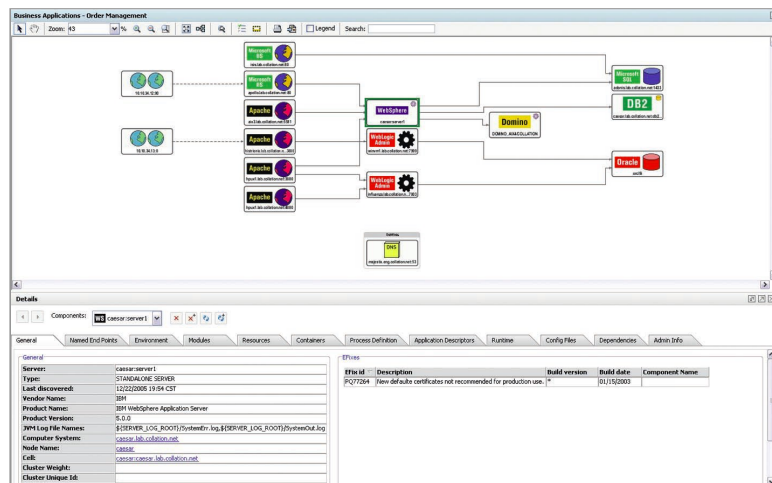 Business Applications - Order Management
Zoom: 43 % Legend Search:
Microsoft IIS
Microsoft IIS
Apache
Apache
Apache
Apache
WebSphere
caesar:server1
WebLogic Admin
WebLogic Admin
Domino
Microsoft SQL
DB2
Oracle
DNS
Details
Components: WS caesar:server1
General Named End Points Environment Modules Resources Containers Process Definition Application Descriptors Runtime Config Files Dependencies Admin Info
General
Server: caesar:server1
Type: STANDALONE SERVER
Last discovered: 12/22/2005 19:54 CST
Vendor Name: IBM
Product Name: IBM WebSphere Application Server
Product Version: 5.0.0
JVM Log File Names: ${SERVER_LOG_ROOT}/SystemErr.log,${SERVER_LOG_ROOT}/SystemOut.log
Computer System: caesar.lab.collation.net
Node Name: caesar
Cell: caesar:caesar.lab.collation.net
Cluster Weight:
Cluster Unique Id:
EFixes
EFix id Description Build version Build date Component Name
PQ77264 New defaulte certificates not recommended for production use. * 01/15/2003